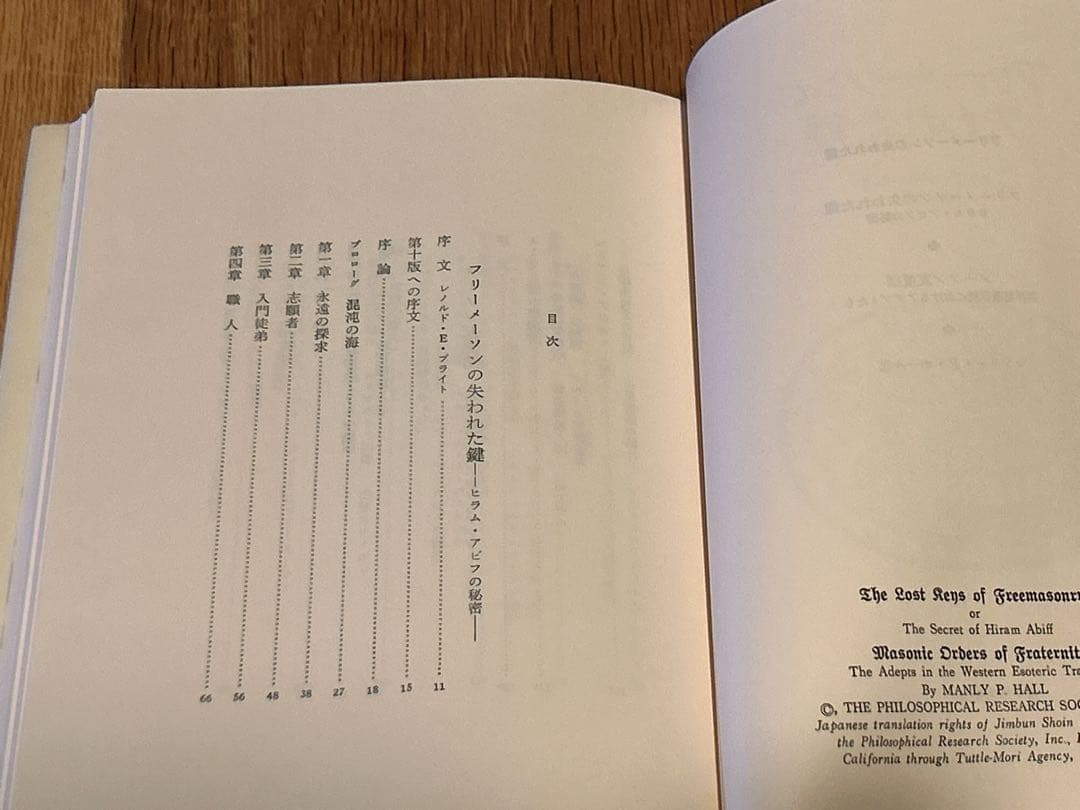 目次
フリーメーソンの失われた鍵――ヒラム・アビフの秘密――
序文 レノルド・E・ブライト 11
第十版への序文 15
序論 18
プロローグ 混沌の海 27
第一章 永遠の探求 38
第二章 志願者 48
第三章 入門徒弟 56
第四章 職人 66
The Lost Keys of Freemasonry
or
The Secret of Hiram Abiff
Masonic Orders of Fraternit
The Adepts in the Western Esoteric Tra
By MANLY P. HALL
©, THE PHILOSOPHICAL RESEARCH SOC
Japanese translation rights of Jimbun Shoin
the Philosophical Research Society, Inc.,
California through Tuttle-Mori Agency,